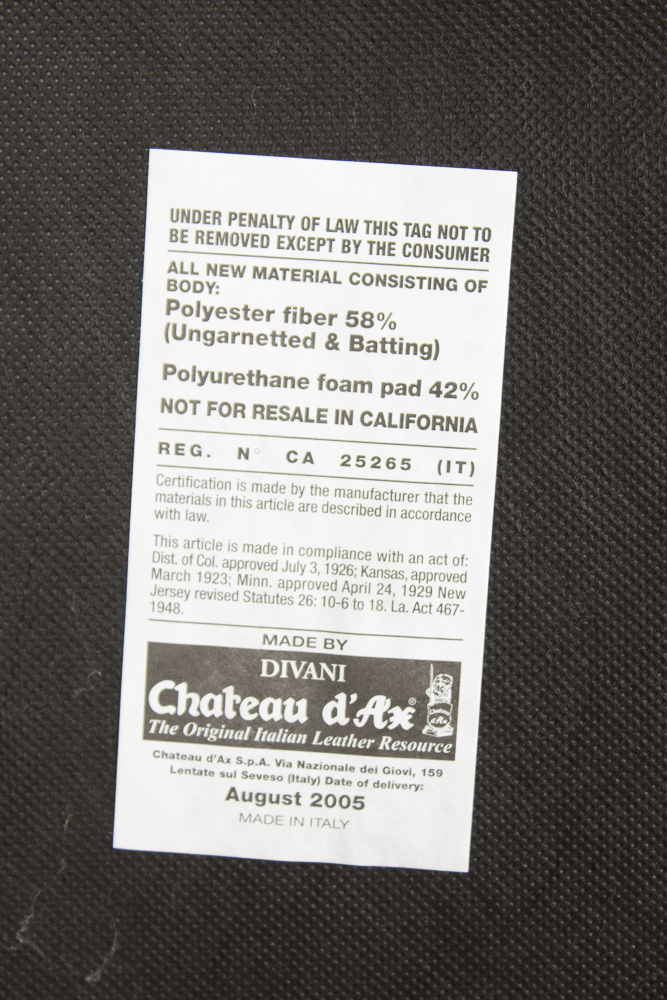 UNDER PENALTY OF LAW THIS TAG NOT TO
BE REMOVED EXCEPT BY THE CONSUMER
ALL NEW MATERIAL CONSISTING OF
BODY:
Polyester fiber 58%
(Ungarnetted & Batting)
Polyurethane foam pad 42%
NOT FOR RESALE IN CALIFORNIA
REG. N° CA 25265 (IT)
Certification is made by the manufacturer that the
materials in this article are described in accordance
with law.
This article is made in compliance with an act of:
Dist. of Col. approved July 3, 1926; Kansas, approved
March 1923; Minn. approved April 24, 1929 New
Jersey revised Statutes 26: 10-6 to 18. La. Act 467-
1948.
MADE BY
DIVANI
Chateau d'Ax®
Chateau
d'Ax
The Original Italian Leather Resource
Chateau d'Ax S.p.A. Via Nazionale dei Giovi, 159
Lentate sul Seveso (Italy) Date of delivery:
August 2005
MADE IN ITALY